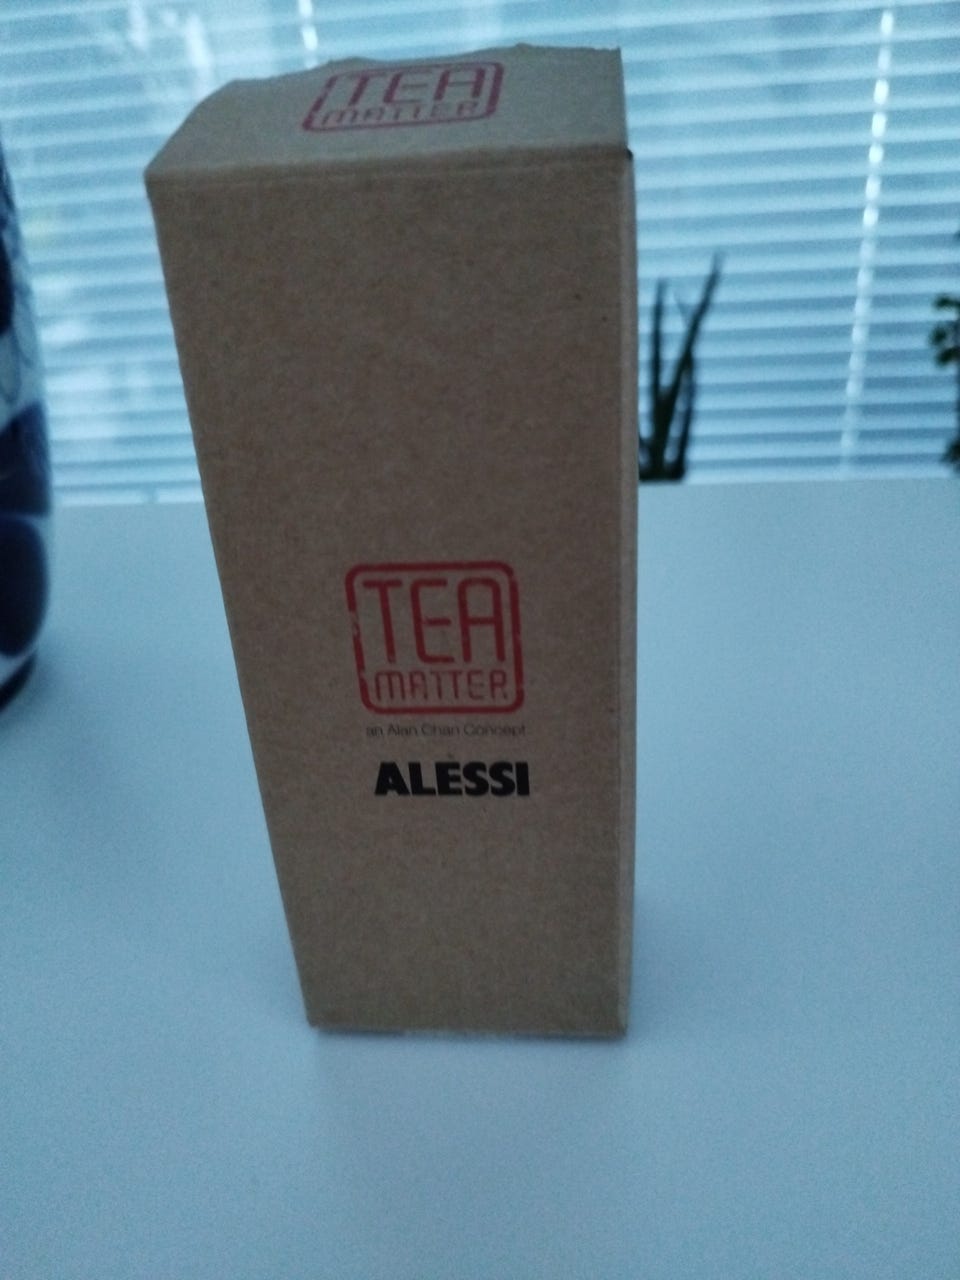 TEA
MATTER
TEA
MATTER
an Alan Chan Concept
ALESSI